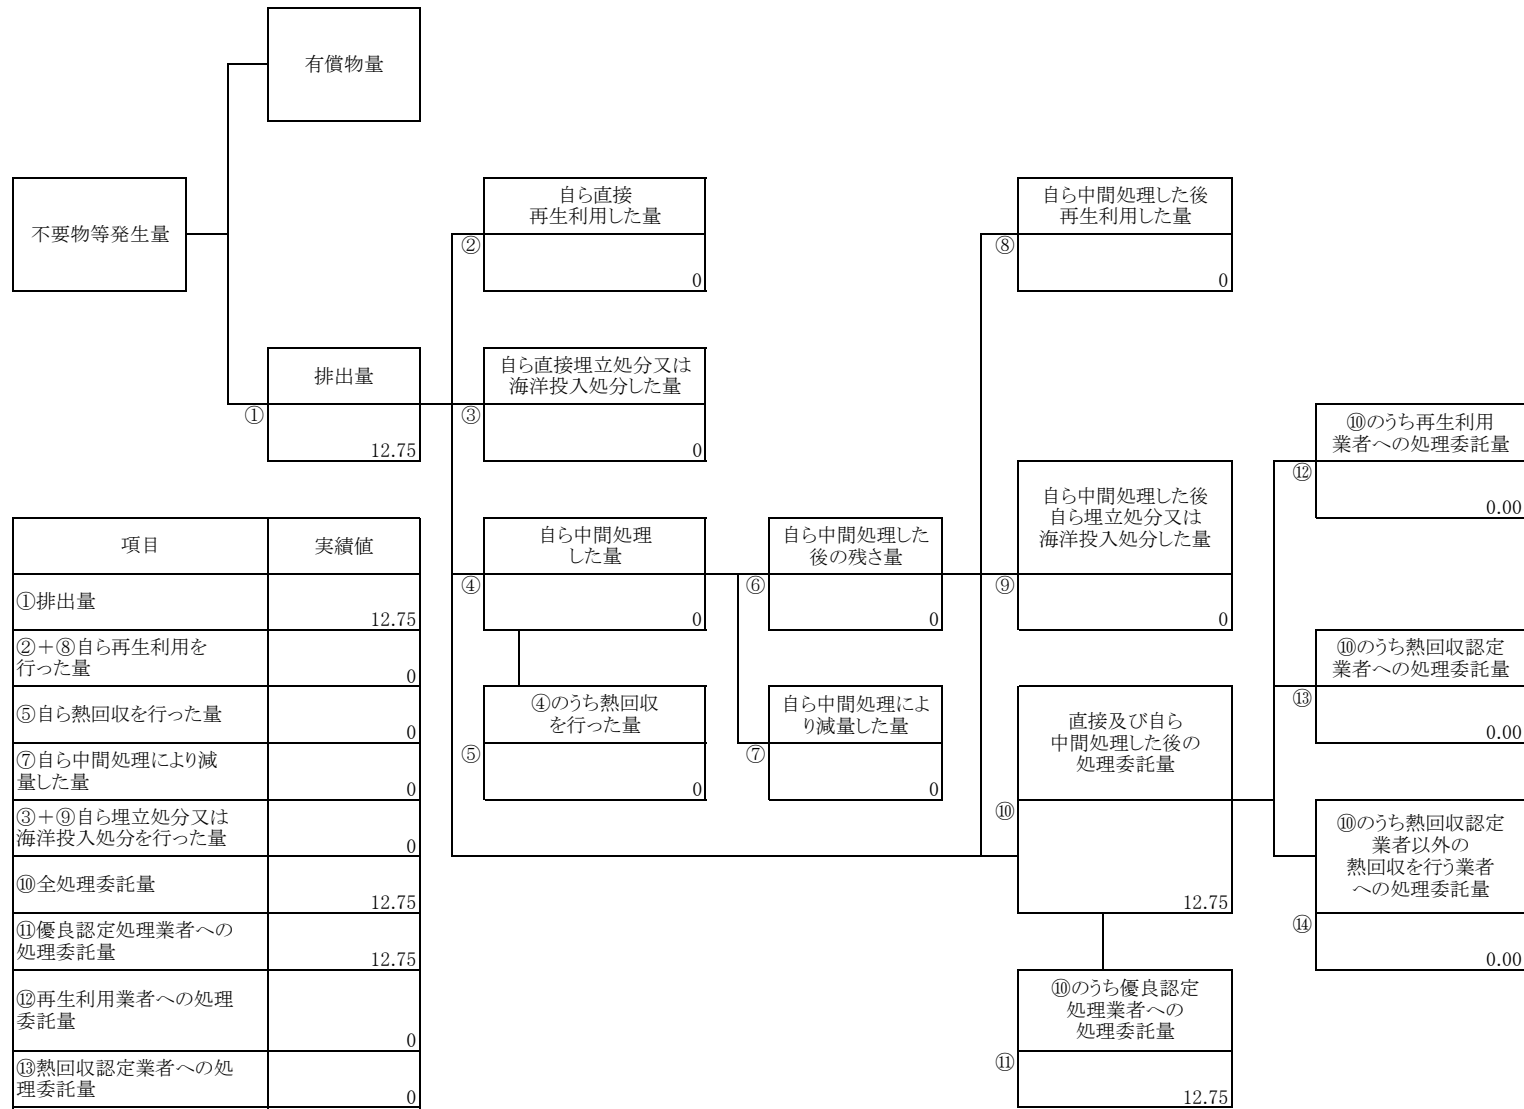 有償物量
不要物等発生量
自ら直接
再生利用した量
②
0
自ら中間処理した後
再生利用した量
⑧
0
排出量
①
12.75
自ら直接埋立処分又は
海洋投入処分した量
③
0
⑩のうち再生利用
業者への処理委託量
⑫
0.00
自ら中間処理
した量
④
0
自ら中間処理した
後の残さ量
⑥
0
自ら中間処理した後
自ら埋立処分又は
海洋投入処分した量
⑨
0
⑩のうち熱回収認定
業者への処理委託量
⑬
0.00
④のうち熱回収
を行った量
⑤
0
自ら中間処理によ
り減量した量
⑦
0
直接及び自ら
中間処理した後の
処理委託量
⑩
12.75
⑩のうち熱回収認定
業者以外の
熱回収を行う業者
への処理委託量
⑭
0.00
⑩のうち優良認定
処理業者への
処理委託量
⑪
12.75
項目 実績値
①排出量
12.75
②+⑧自ら再生利用を
行った量
0
⑤自ら熱回収を行った量
0
⑦自ら中間処理により減
量した量
0
③+⑨自ら埋立処分又は
海洋投入処分を行った量
0
⑩全処理委託量
12.75
⑪優良認定処理業者への
処理委託量
12.75
⑫再生利用業者への処理
委託量
0
⑬熱回収認定業者への処
理委託量
0